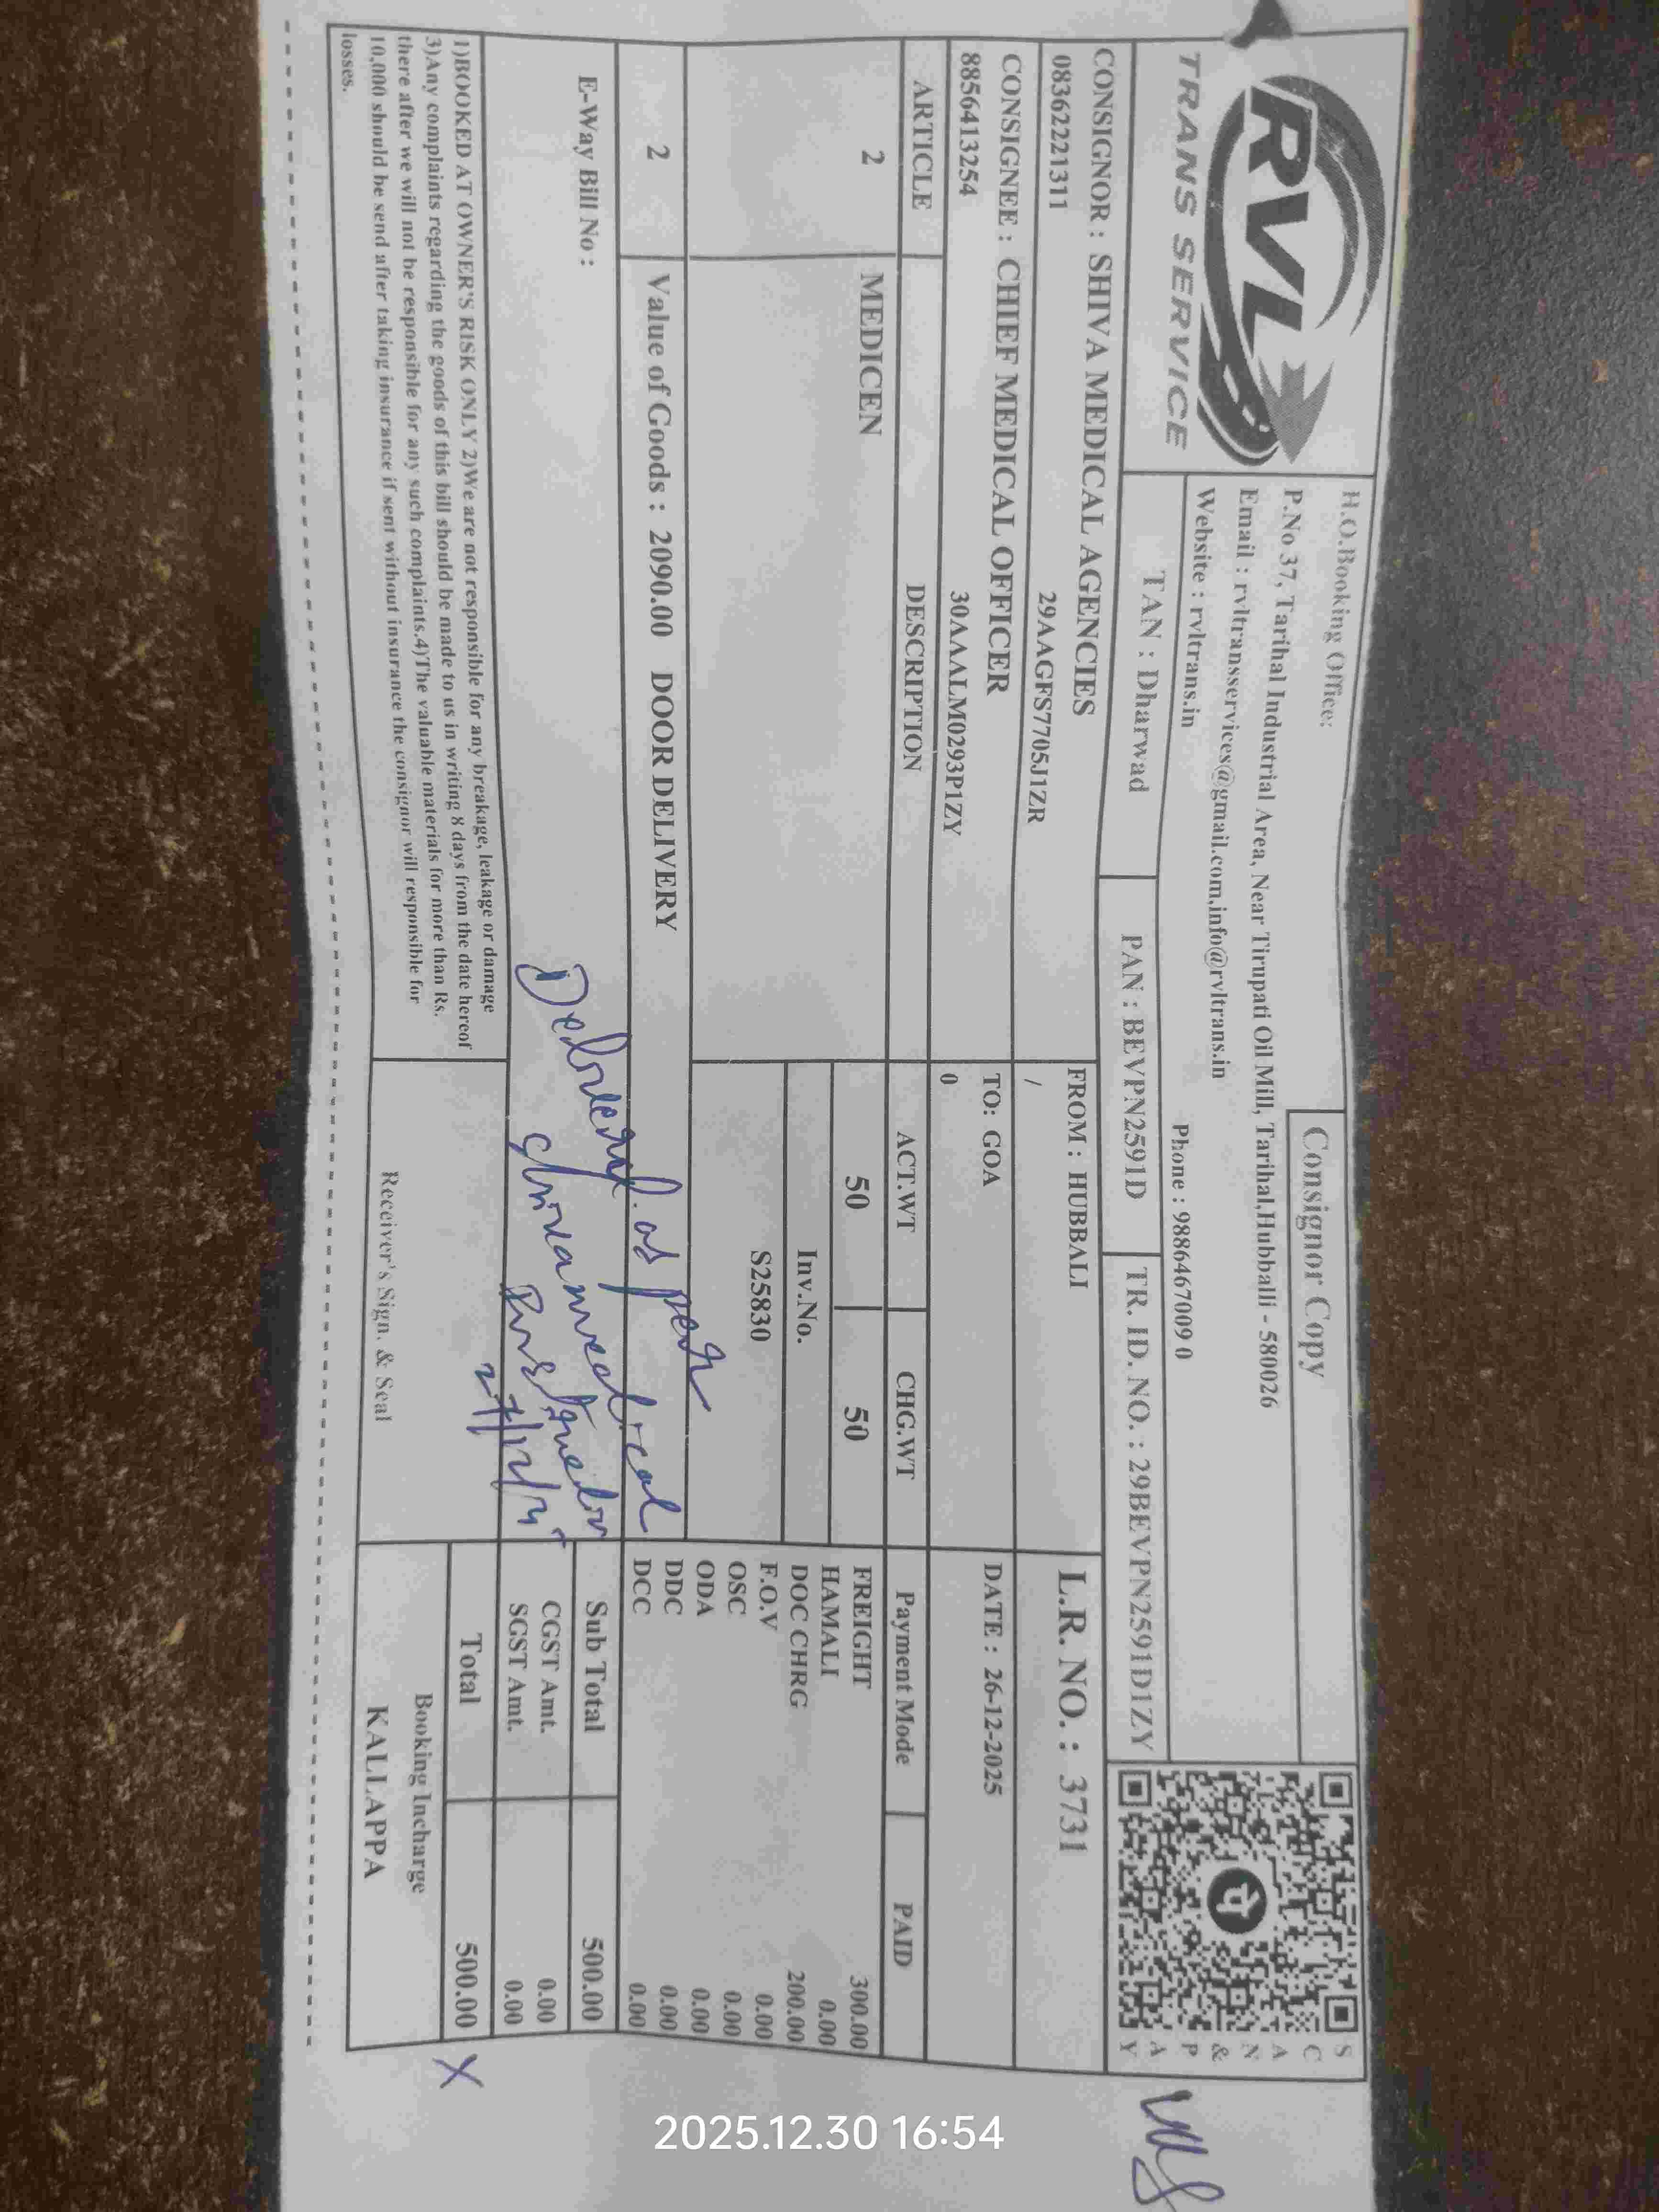 RVL
TRANS SERVICE
H.O.Booking Office:
Consignor Copy
P.No 37, Tarihal Industrial Area, Near Tirupati Oil Mill, Tarihal,Hubballi - 580026
Email : rvltransservices@gmail.com,info@rvltrans.in
Website : rvltrans.in
Phone : 9886467009 0
SCAN & PAY
TAN : Dharwad
PAN : BEVPN2591D
TR. ID. NO. : 29BEVPN2591D1ZY
CONSIGNOR : SHIVA MEDICAL AGENCIES
FROM : HUBBALI
L.R. NO. : 3731
08362221311
29AAGFS7705J1ZR
/
CONSIGNEE : CHIEF MEDICAL OFFICER
TO: GOA
DATE : 26-12-2025
8856413254
30AAALM0293P1ZY
0
ARTICLE DESCRIPTION ACT.WT CHG.WT Payment Mode PAID
2 MEDICEN 50 50
FREIGHT 300.00
HAMALI 0.00
Inv.No.
DOC CHRG 200.00
S25830
F.O.V 0.00
OSC 0.00
ODA 0.00
DDC 0.00
DCC 0.00
2 Value of Goods : 2090.00 DOOR DELIVERY
as per
Sub Total 500.00
E-Way Bill No :
CGST Amt. 0.00
SGST Amt. 0.00
27/12/25
Total 500.00
X
1)BOOKED AT OWNER'S RISK ONLY 2)We are not responsible for any breakage, leakage or damage
3)Any complaints regarding the goods of this bill should be made to us in writing 8 days from the date hereof
there after we will not be responsible for any such complaints.4)The valuable materials for more than Rs.
10,000 should be send after taking insurance if sent without insurance the consignor will responsible for
losses.
Receiver's Sign. & Seal
Booking Incharge
KALLAPPA
2025.12.30 16:54